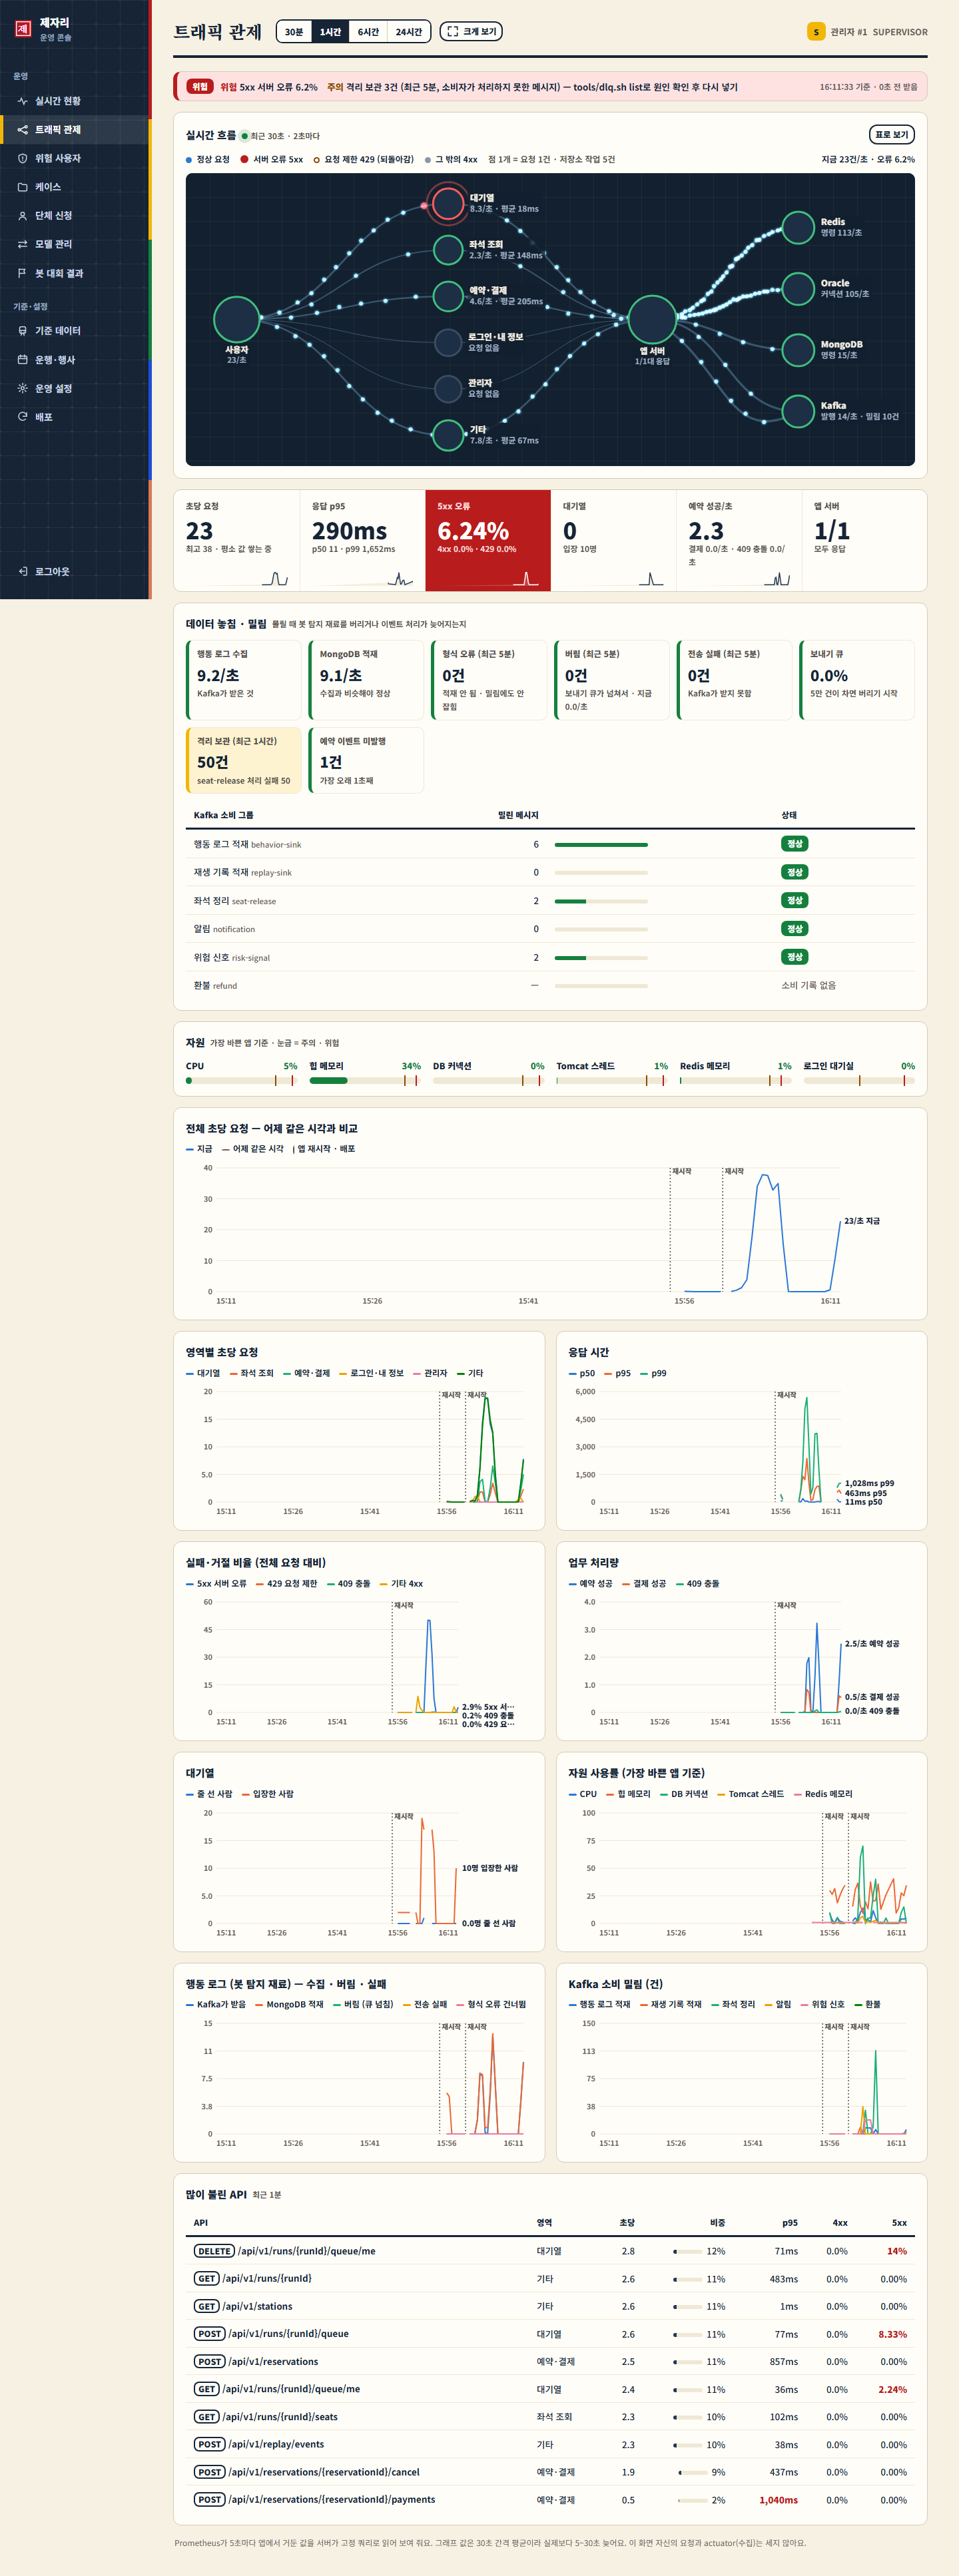 제 제자리
운영 콘솔
운영
실시간 현황
트래픽 관제
위험 사용자
케이스
단체 신청
모델 관리
봇 대회 결과
기준·설정
기준 데이터
운행·행사
운영 설정
배포
로그아웃
트래픽 관제 30분 1시간 6시간 24시간 크게 보기
S 관리자 #1 SUPERVISOR
위험 위험 5xx 서버 오류 6.2% 주의 격리 보관 3건 (최근 5분, 소비자가 처리하지 못한 메시지) — tools/dlq.sh list로 원인 확인 후 다시 넣기 16:11:33 기준 · 0초 전 받음
실시간 흐름 최근 30초 · 2초마다 표로 보기
정상 요청 서버 오류 5xx 요청 제한 429 (되돌아감) 그 밖의 4xx 점 1개 = 요청 1건 · 저장소 작업 5건 지금 23건/초 · 오류 6.2%
대기열
8.3/초 · 평균 18ms
좌석 조회
2.3/초 · 평균 148ms
예약·결제
4.6/초 · 평균 205ms
로그인·내 정보
요청 없음
관리자
요청 없음
기타
7.8/초 · 평균 67ms
사용자
23/초
앱 서버
1/1대 응답
Redis
명령 113/초
Oracle
커넥션 105/초
MongoDB
명령 15/초
Kafka
발행 14/초 · 밀림 10건
초당 요청
23
최고 38 · 평소 값 쌓는 중
응답 p95
290ms
p50 11 · p99 1,652ms
5xx 오류
6.24%
4xx 0.0% · 429 0.0%
대기열
0
입장 10명
예약 성공/초
2.3
결제 0.0/초 · 409 충돌 0.0/
초
앱 서버
1/1
모두 응답
데이터 놓침 · 밀림 몰릴 때 봇 탐지 재료를 버리거나 이벤트 처리가 늦어지는지
행동 로그 수집
9.2/초
Kafka가 받은 것
MongoDB 적재
9.1/초
수집과 비슷해야 정상
형식 오류 (최근 5분)
0건
적재 안 됨 · 밀림에도 안
잡힘
버림 (최근 5분)
0건
보내기 큐가 넘쳐서 · 지금
0.0/초
전송 실패 (최근 5분)
0건
Kafka가 받지 못함
보내기 큐
0.0%
5만 건이 차면 버리기 시작
격리 보관 (최근 1시간)
50건
seat-release 처리 실패 50
예약 이벤트 미발행
1건
가장 오래 1초째
Kafka 소비 그룹 밀린 메시지 상태
행동 로그 적재 behavior-sink 6 정상
재생 기록 적재 replay-sink 0 정상
좌석 정리 seat-release 2 정상
알림 notification 0 정상
위험 신호 risk-signal 2 정상
환불 refund — 소비 기록 없음
자원 가장 바쁜 앱 기준 · 눈금 = 주의 · 위험
CPU 5% 힙 메모리 34% DB 커넥션 0% Tomcat 스레드 1% Redis 메모리 1% 로그인 대기실 0%
전체 초당 요청 — 어제 같은 시각과 비교
지금 어제 같은 시각 앱 재시작 · 배포
40
30
20
10
0
재시작 재시작
23/초 지금
15:11 15:26 15:41 15:56 16:11
영역별 초당 요청
대기열 좌석 조회 예약·결제 로그인·내 정보 관리자 기타
20
15
10
5.0
0
재시작 재시작
15:11 15:26 15:41 15:56 16:11
응답 시간
p50 p95 p99
6,000
4,500
3,000
1,500
0
재시작
1,028ms p99
463ms p95
11ms p50
15:11 15:26 15:41 15:56 16:11
실패·거절 비율 (전체 요청 대비)
5xx 서버 오류 429 요청 제한 409 충돌 기타 4xx
60
45
30
15
0
재시작
2.9% 5xx 서…
0.2% 409 충돌
0.0% 429 요…
15:11 15:26 15:41 15:56 16:11
업무 처리량
예약 성공 결제 성공 409 충돌
4.0
3.0
2.0
1.0
0
재시작
2.5/초 예약 성공
0.5/초 결제 성공
0.0/초 409 충돌
15:11 15:26 15:41 15:56 16:11
대기열
줄 선 사람 입장한 사람
20
15
10
5.0
0
재시작
10명 입장한 사람
0.0명 줄 선 사람
15:11 15:26 15:41 15:56 16:11
자원 사용률 (가장 바쁜 앱 기준)
CPU 힙 메모리 DB 커넥션 Tomcat 스레드 Redis 메모리
100
75
50
25
0
재시작 재시작
15:11 15:26 15:41 15:56 16:11
행동 로그 (봇 탐지 재료) — 수집 · 버림 · 실패
Kafka가 받음 MongoDB 적재 버림 (큐 넘침) 전송 실패 형식 오류 건너뜀
15
11
7.5
3.8
0
재시작 재시작
15:11 15:26 15:41 15:56 16:11
Kafka 소비 밀림 (건)
행동 로그 적재 재생 기록 적재 좌석 정리 알림 위험 신호 환불
150
113
75
38
0
재시작 재시작
15:11 15:26 15:41 15:56 16:11
많이 불린 API 최근 1분
API 영역 초당 비중 p95 4xx 5xx
DELETE /api/v1/runs/{runId}/queue/me 대기열 2.8 12% 71ms 0.0% 14%
GET /api/v1/runs/{runId} 기타 2.6 11% 483ms 0.0% 0.00%
GET /api/v1/stations 기타 2.6 11% 1ms 0.0% 0.00%
POST /api/v1/runs/{runId}/queue 대기열 2.6 11% 77ms 0.0% 8.33%
POST /api/v1/reservations 예약·결제 2.5 11% 857ms 0.0% 0.00%
GET /api/v1/runs/{runId}/queue/me 대기열 2.4 11% 36ms 0.0% 2.24%
GET /api/v1/runs/{runId}/seats 좌석 조회 2.3 10% 102ms 0.0% 0.00%
POST /api/v1/replay/events 기타 2.3 10% 38ms 0.0% 0.00%
POST /api/v1/reservations/{reservationId}/cancel 예약·결제 1.9 9% 437ms 0.0% 0.00%
POST /api/v1/reservations/{reservationId}/payments 예약·결제 0.5 2% 1,040ms 0.0% 0.00%
Prometheus가 5초마다 앱에서 거둔 값을 서버가 고정 쿼리로 읽어 보여 줘요. 그래프 값은 30초 간격 평균이라 실제보다 5~30초 늦어요. 이 화면 자신의 요청과 actuator(수집)는 세지 않아요.